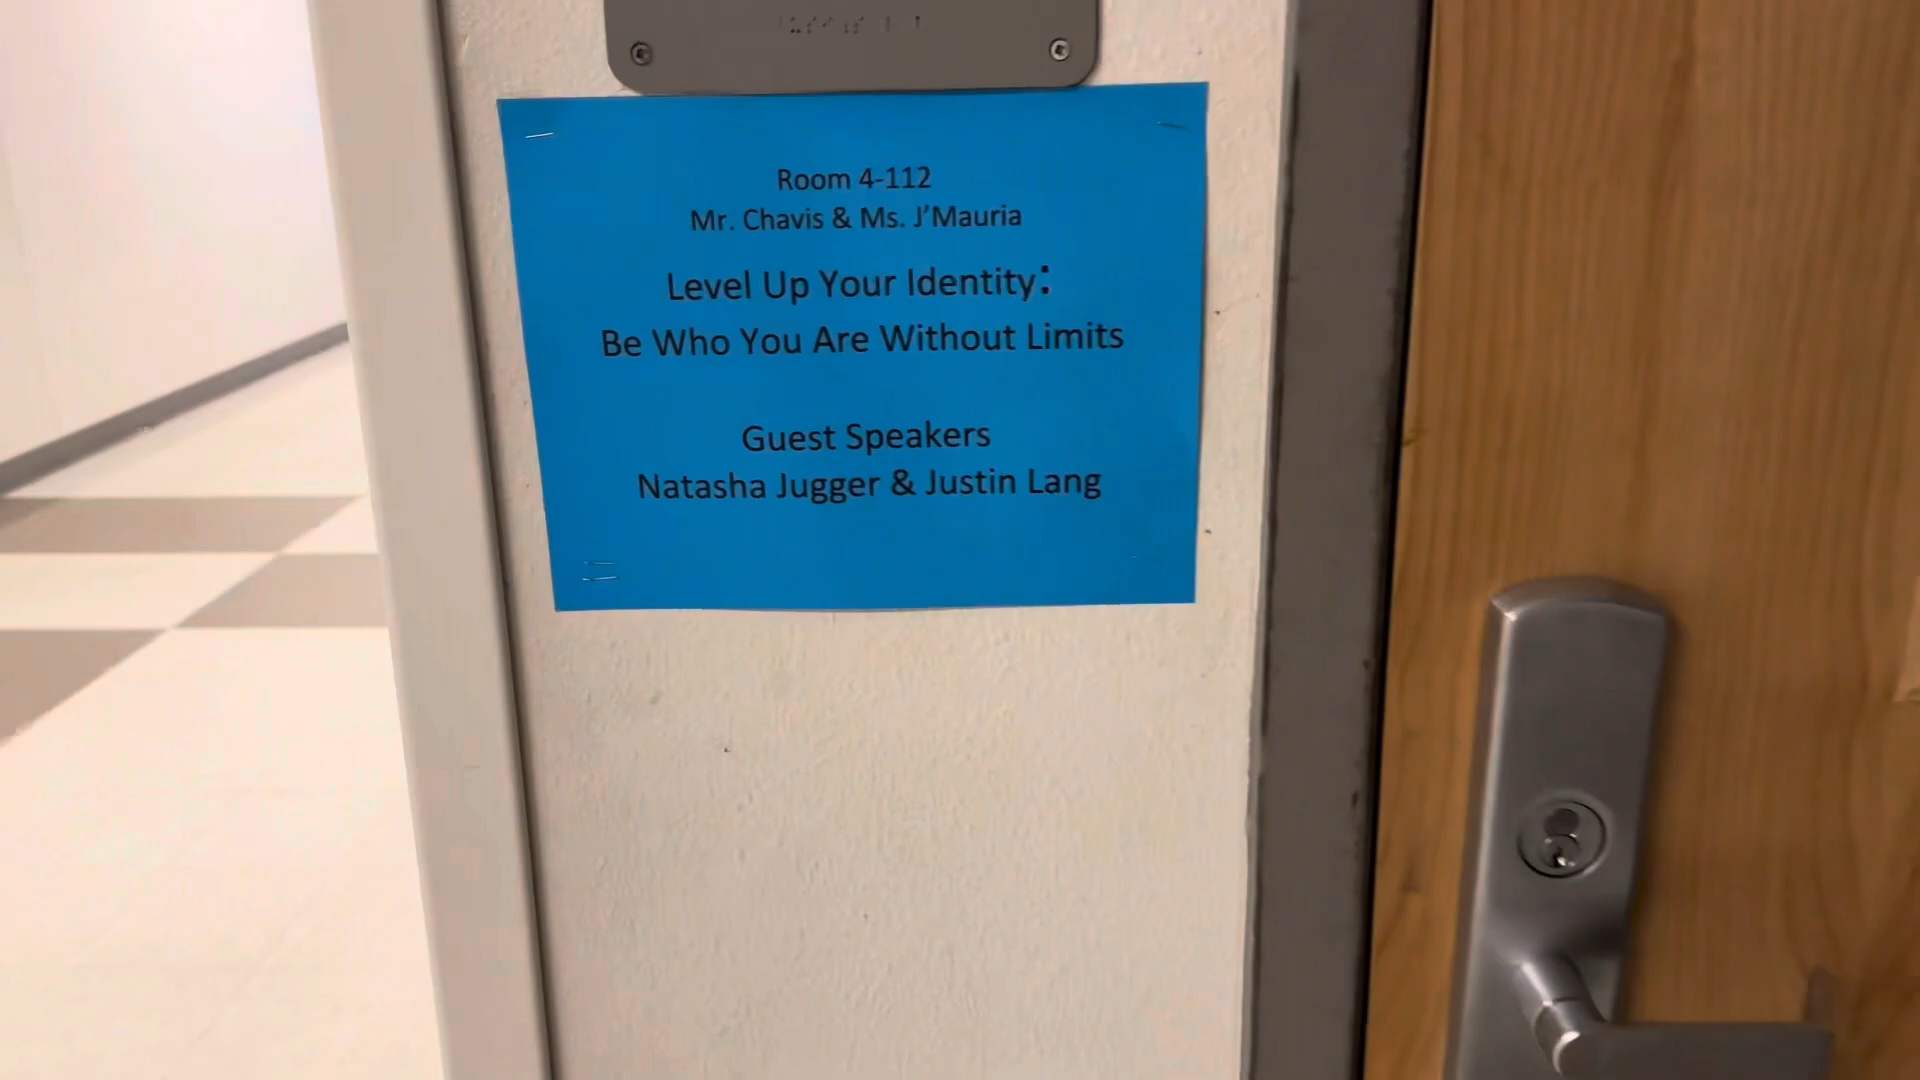 Room 4-112
Mr. Chavis & Ms. J’Mauria
Level Up Your Identity:
Be Who You Are Without Limits
Guest Speakers
Natasha Jugger & Justin Lang